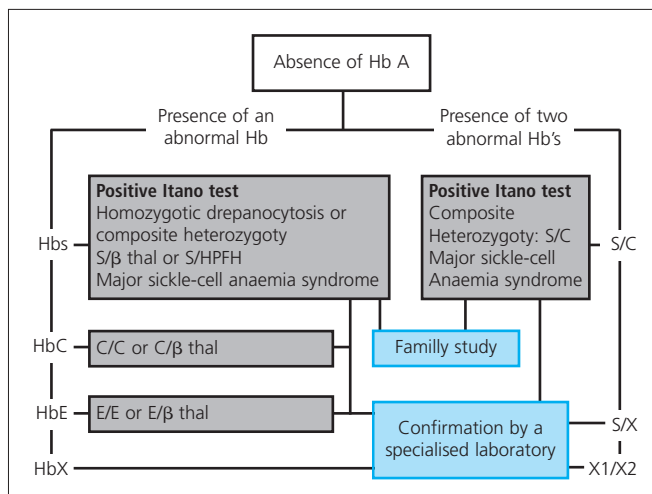 Absence of Hb A
Presence of an
abnormal Hb
Presence of two
abnormal Hb's
Hbs
Positive Itano test
Homozygotic drepanocytosis or
composite heterozygoty
S/β thal or S/HPFH
Major sickle-cell anaemia syndrome
Positive Itano test
Composite
Heterozygoty: S/C
Major sickle-cell
Anaemia syndrome
S/C
HbC
C/C or C/β thal
Familly study
HbE
E/E or E/β thal
Confirmation by a
specialised laboratory
S/X
HbX
X1/X2